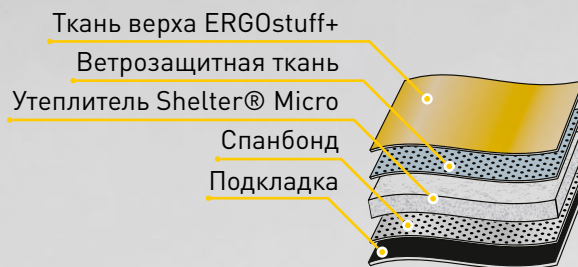 Ткань верха ERGOstuff+
Ветрозащитная ткань
Утеплитель Shelter® Micro
Спанбонд
Подкладка